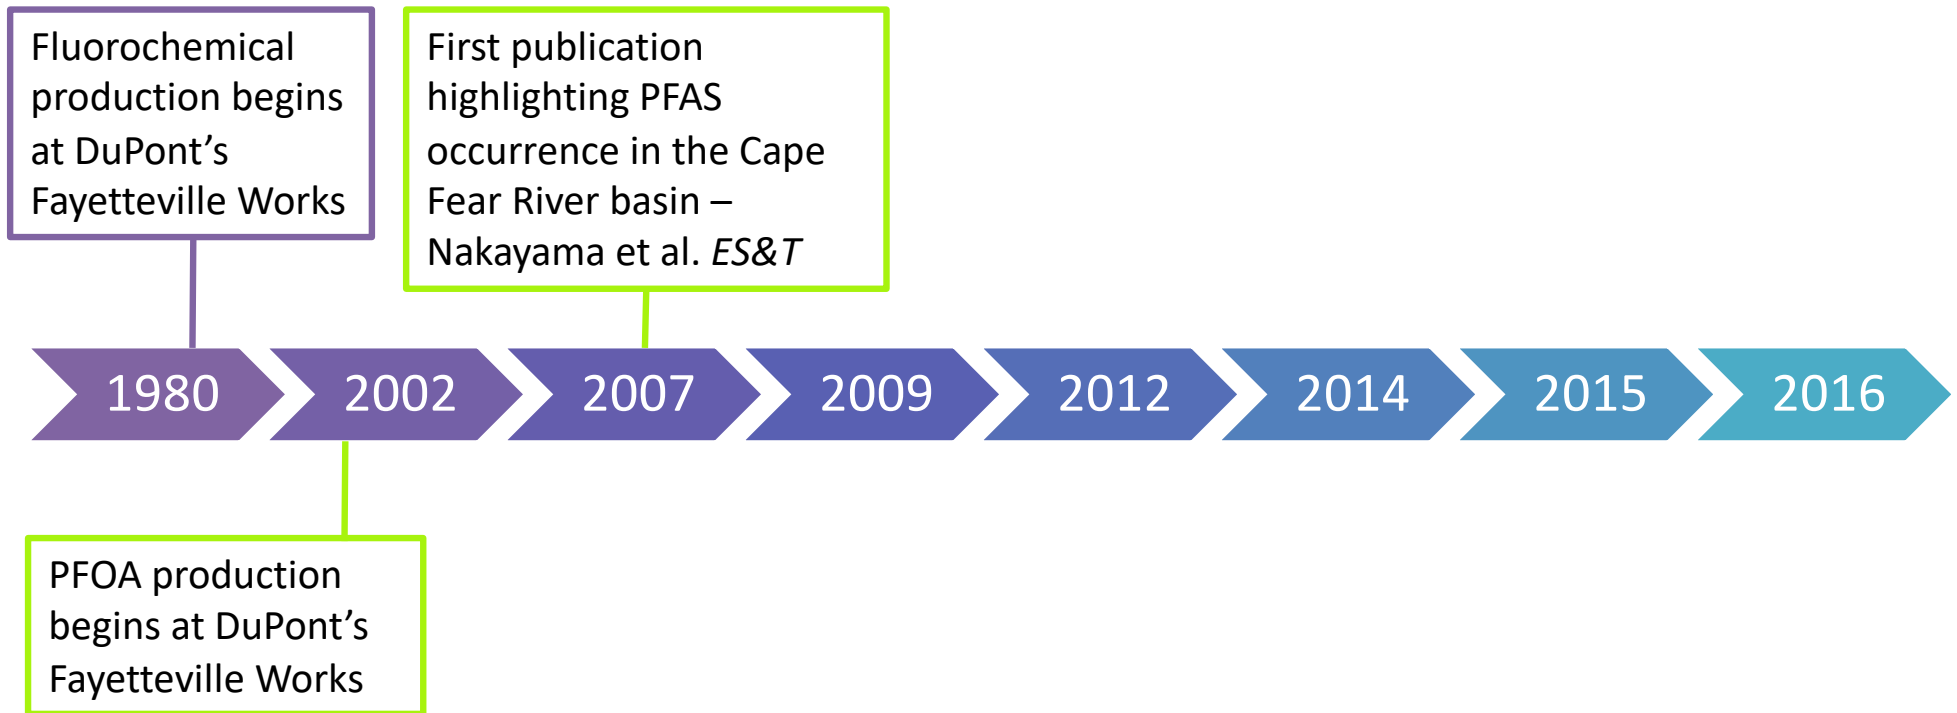 Fluorochemical
production begins
at DuPont’s
Fayetteville Works
First publication
highlighting PFAS
occurrence in the Cape
Fear River basin –
Nakayama et al. ES&T
1980
2002
2007
2009
2012
2014
2015
2016
PFOA production
begins at DuPont’s
Fayetteville Works